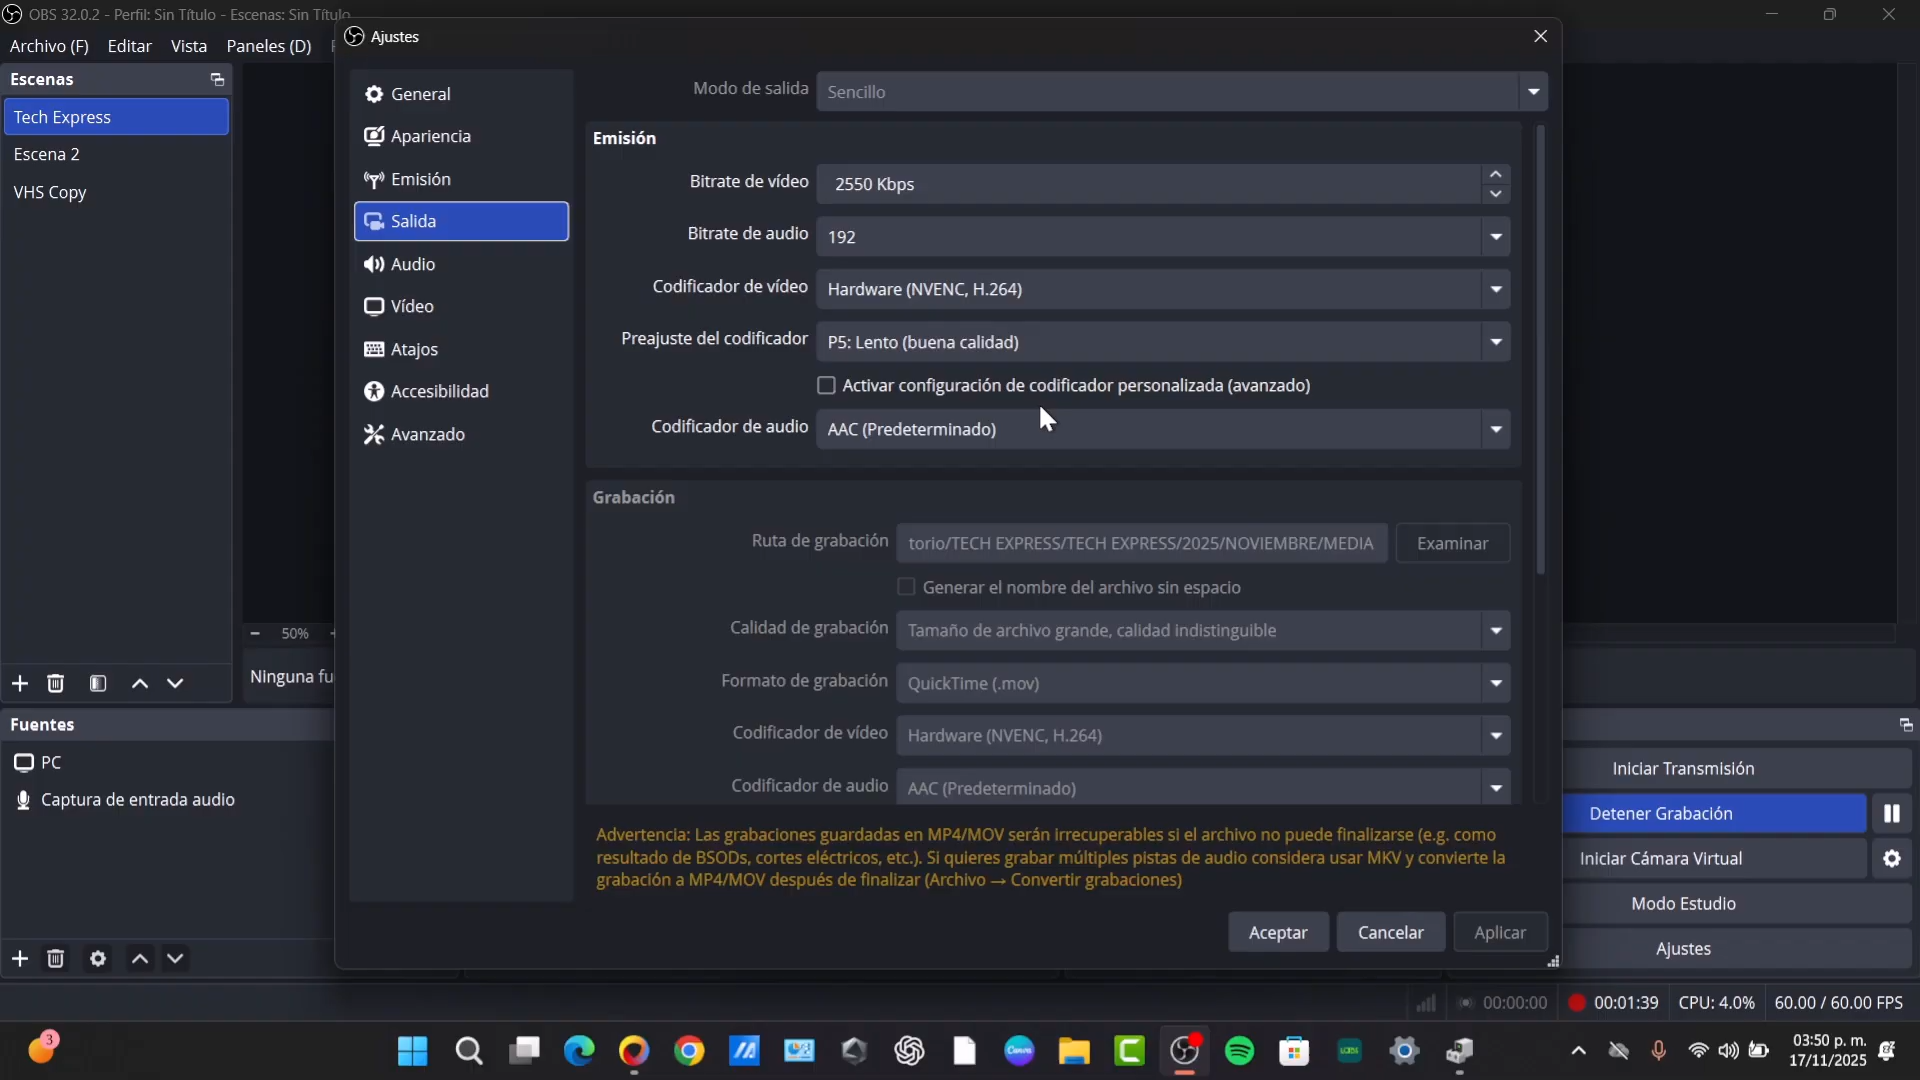 OBS 32.0.2 - Perfil: Sin Título - Escenas: Sin Título
Archivo (F) Editar Vista Paneles (D)
Escenas
Tech Express
Escena 2
VHS Copy
50%
Ninguna fu
Fuentes
PC
Captura de entrada audio
Ajustes
General
Apariencia
Emisión
Salida
Audio
Vídeo
Atajos
Accesibilidad
Avanzado
Modo de salida Sencillo
Emisión
Bitrate de vídeo 2550 Kbps
Bitrate de audio 192
Codificador de vídeo Hardware (NVENC, H.264)
Preajuste del codificador P5: Lento (buena calidad)
Activar configuración de codificador personalizada (avanzado)
Codificador de audio AAC (Predeterminado)
Grabación
Ruta de grabación torio/TECH EXPRESS/TECH EXPRESS/2025/NOVIEMBRE/MEDIA Examinar
Generar el nombre del archivo sin espacio
Calidad de grabación Tamaño de archivo grande, calidad indistinguible
Formato de grabación QuickTime (.mov)
Codificador de vídeo Hardware (NVENC, H.264)
Codificador de audio AAC (Predeterminado)
Advertencia: Las grabaciones guardadas en MP4/MOV serán irrecuperables si el archivo no puede finalizarse (e.g. como
resultado de BSODs, cortes eléctricos, etc.). Si quieres grabar múltiples pistas de audio considera usar MKV y convierte la
grabación a MP4/MOV después de finalizar (Archivo → Convertir grabaciones)
Aceptar Cancelar Aplicar
Iniciar Transmisión
Detener Grabación
Iniciar Cámara Virtual
Modo Estudio
Ajustes
00:00:00 00:01:39 CPU: 4.0% 60.00 / 60.00 FPS
3
Canva
03:50 p. m.
17/11/2025